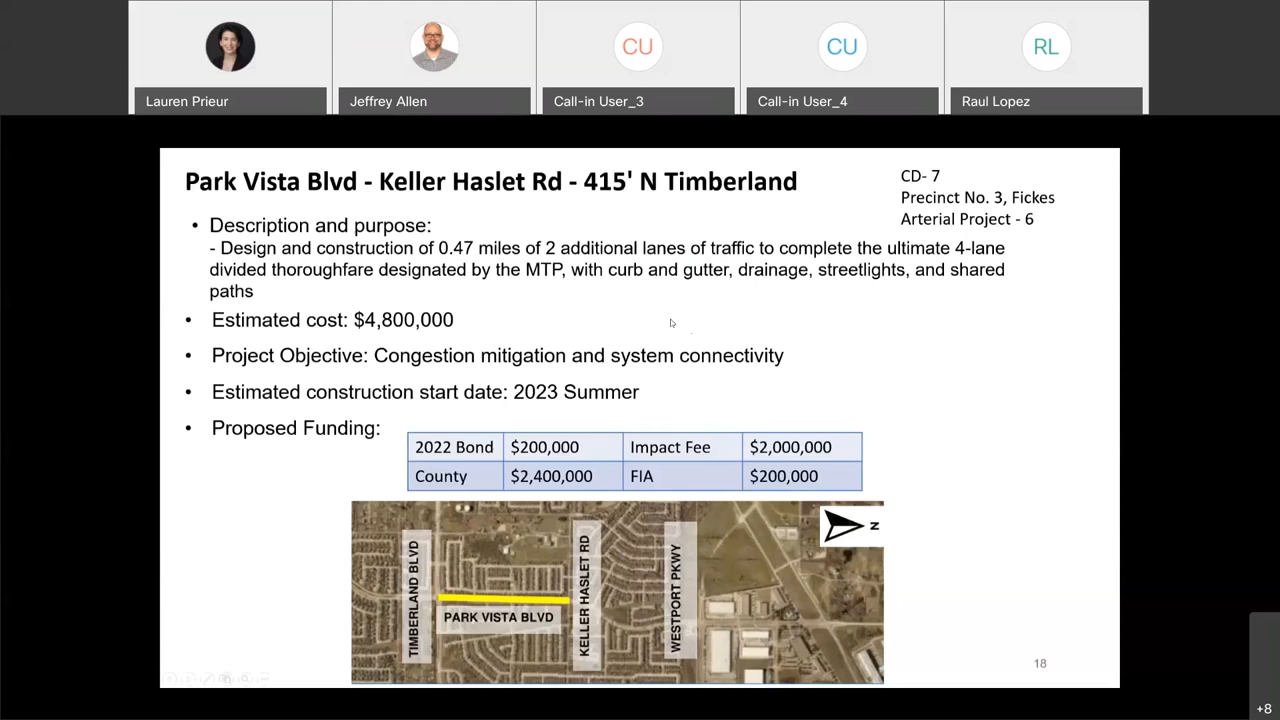 CU
CU
RL
Lauren Prieur
Jeffrey Allen
Call-in User_3
Call-in User_4
Raul Lopez
Park Vista Blvd - Keller Haslet Rd - 415' N Timberland
CD- 7
Precinct No. 3, Fickes
Arterial Project - 6
• Description and purpose:
- Design and construction of 0.47 miles of 2 additional lanes of traffic to complete the ultimate 4-lane
divided thoroughfare designated by the MTP, with curb and gutter, drainage, streetlights, and shared
paths
• Estimated cost: $4,800,000
• Project Objective: Congestion mitigation and system connectivity
• Estimated construction start date: 2023 Summer
• Proposed Funding:
2022 Bond $200,000 Impact Fee $2,000,000
County $2,400,000 FIA $200,000
N
TIMBERLAND BLVD
PARK VISTA BLVD
KELLER HASLET RD
WESTPORT PKWY
18
+8